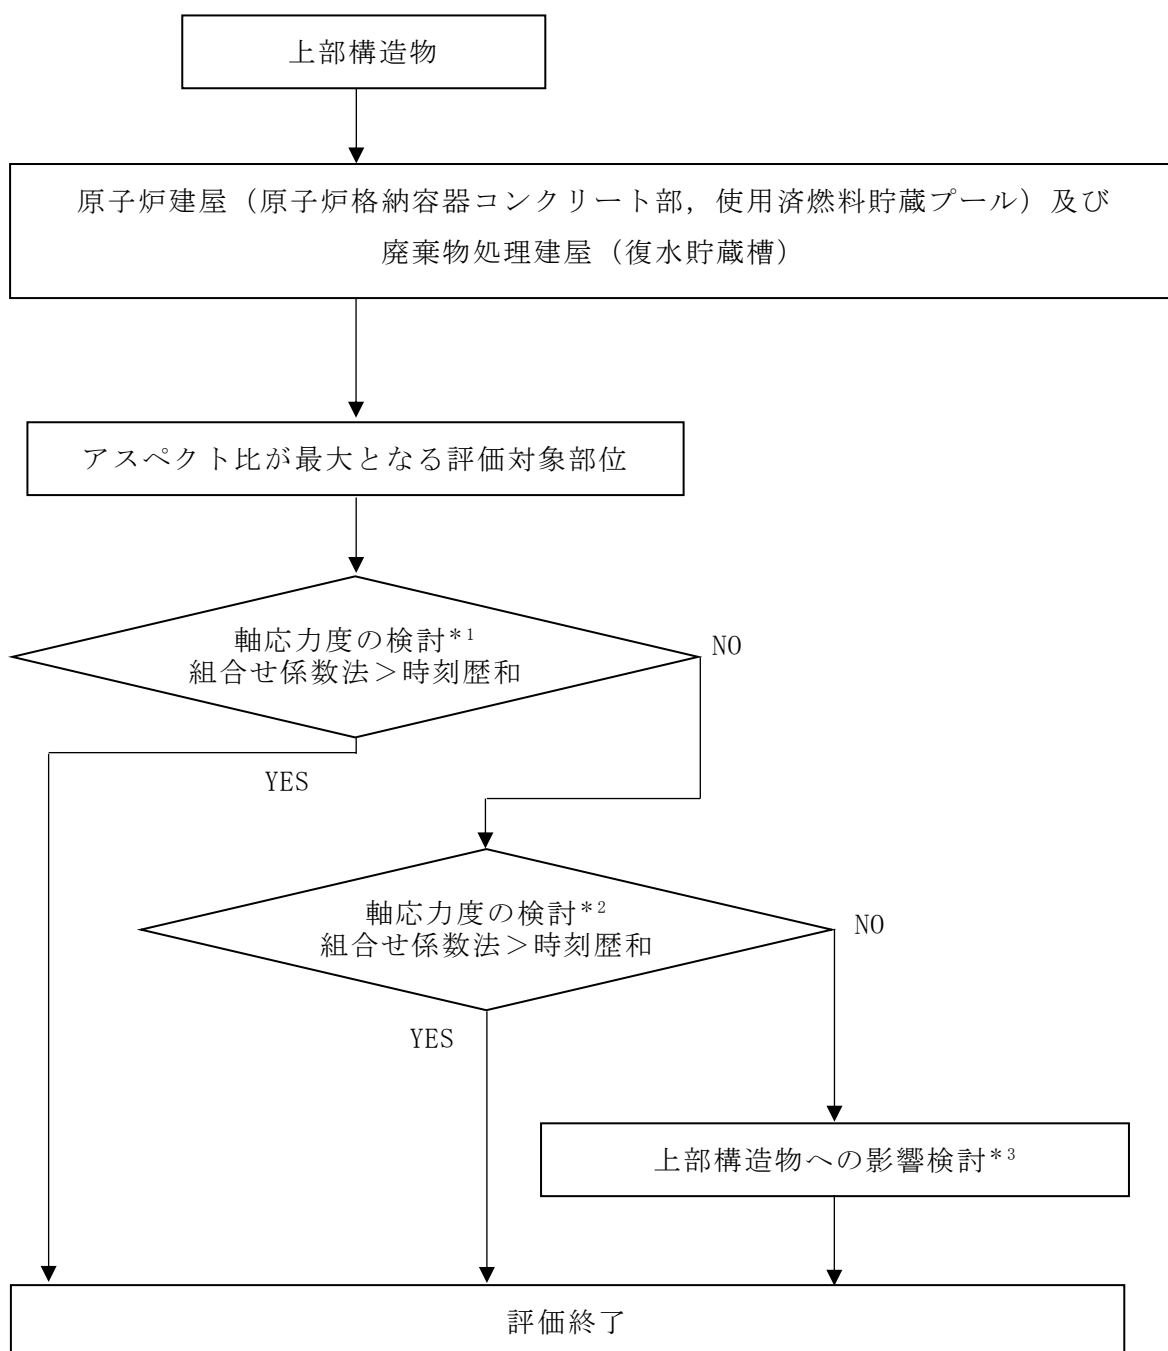 上部構造物
原子炉建屋（原子炉格納容器コンクリート部，使用済燃料貯蔵プール）及び
廃棄物処理建屋（復水貯蔵槽）
アスペクト比が最大となる評価対象部位
軸応力度の検討*1
組合せ係数法＞時刻歴和
NO
YES
軸応力度の検討*2
組合せ係数法＞時刻歴和
NO
YES
上部構造物への影響検討*3
評価終了